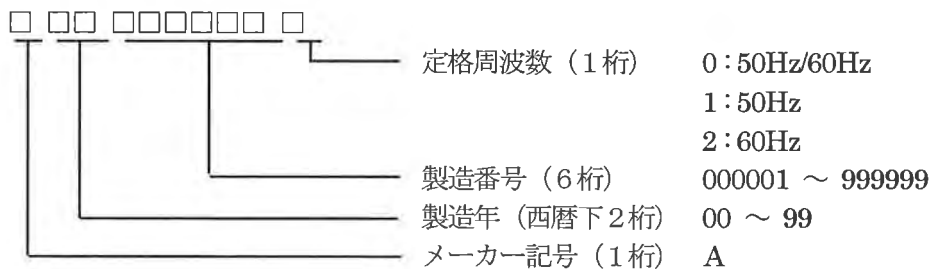 □ □□ □□□□□□ □
定格周波数（1桁） 0：50Hz/60Hz
1：50Hz
2：60Hz
製造番号（6桁） 000001 ～ 999999
製造年（西暦下2桁） 00 ～ 99
メーカー記号（1桁） A